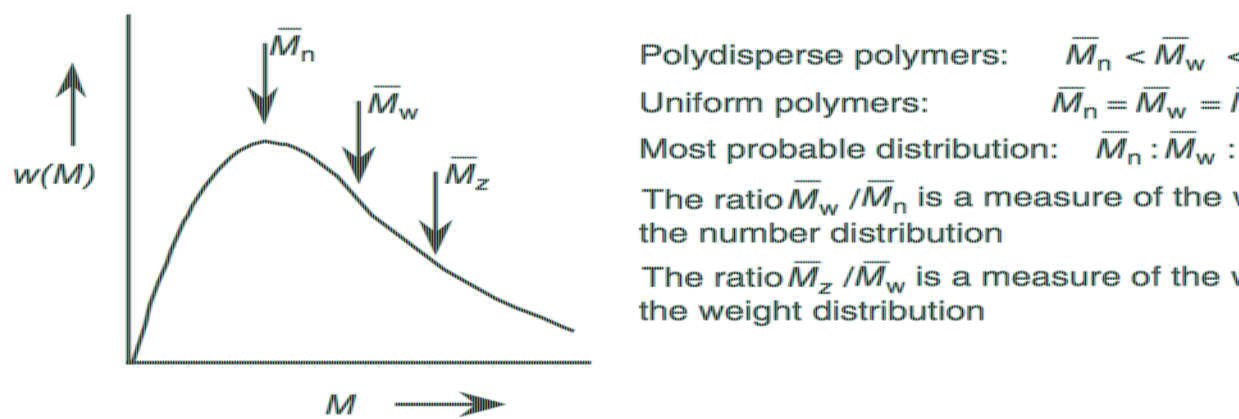 M̅n
M̅w
M̅z
w(M)
M
Polydisperse polymers: M̅n < M̅w <
Uniform polymers: M̅n = M̅w =
Most probable distribution: M̅n : M̅w :
The ratio M̅w /M̅n is a measure of the
the number distribution
The ratio M̅z /M̅w is a measure of the
the weight distribution